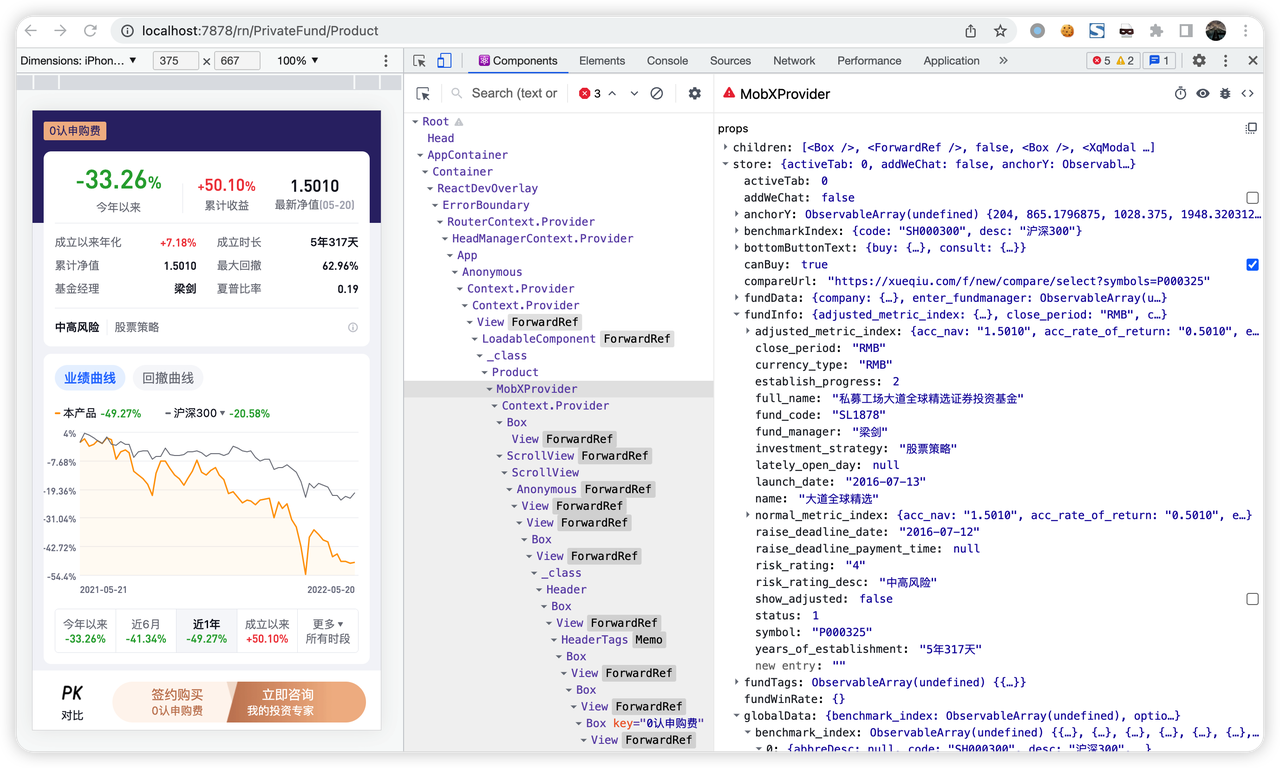 localhost:7878/rn/PrivateFund/Product
Dimensions: iPhon... ▼ 375 × 667 100% ▼
Components Elements Console Sources Network Performance Application » 5 2 1
0认申购费
-33.26%
今年以来
+50.10%
累计收益
1.5010
最新净值(05-20)
成立以来年化 +7.18% 成立时长 5年317天
累计净值 1.5010 最大回撤 62.96%
基金经理 梁剑 夏普比率 0.19
中高风险 股票策略
业绩曲线 回撤曲线
本产品 -49.27% 沪深300 -20.58%
4%
-7.68%
-19.36%
-31.04%
-42.72%
-54.4%
2021-05-21 2022-05-20
今年以来 近6月 近1年 成立以来 更多
-33.26% -41.34% -49.27% +50.10% 所有时段
PK
对比
签约购买
0认申购费
立即咨询
我的投资专家
Search (text or 3
Root
Head
AppContainer
Container
ReactDevOverlay
ErrorBoundary
RouterContext.Provider
HeadManagerContext.Provider
App
Anonymous
Context.Provider
Context.Provider
View ForwardRef
LoadableComponent ForwardRef
_class
Product
MobXProvider
Context.Provider
Box
View ForwardRef
ScrollView ForwardRef
ScrollView
Anonymous ForwardRef
View ForwardRef
View ForwardRef
Box
View ForwardRef
_class
Header
Box
View ForwardRef
HeaderTags Memo
Box
View ForwardRef
Box
View ForwardRef
Box key="0认申购费"
View ForwardRef
MobXProvider
props
children: [<Box />, <ForwardRef />, false, <Box />, <XqModal …]
store: {activeTab: 0, addWeChat: false, anchorY: Observabl…}
activeTab: 0
addWeChat: false
anchorY: ObservableArray(undefined) {204, 865.1796875, 1028.375, 1948.320312...
benchmarkIndex: {code: "SH000300", desc: "沪深300"}
bottomButtonText: {buy: {…}, consult: {…}}
canBuy: true
compareUrl: "https://xueqiu.com/f/new/compare/select?symbols=P000325"
fundData: {company: {…}, enter_fundmanager: ObservableArray(u…}
fundInfo: {adjusted_metric_index: {…}, close_period: "RMB", c…}
adjusted_metric_index: {acc_nav: "1.5010", acc_rate_of_return: "0.5010", e…
close_period: "RMB"
currency_type: "RMB"
establish_progress: 2
full_name: "私募工场大道全球精选证券投资基金"
fund_code: "SL1878"
fund_manager: "梁剑"
investment_strategy: "股票策略"
lately_open_day: null
launch_date: "2016-07-13"
name: "大道全球精选"
normal_metric_index: {acc_nav: "1.5010", acc_rate_of_return: "0.5010", e…}
raise_deadline_date: "2016-07-12"
raise_deadline_payment_time: null
risk_rating: "4"
risk_rating_desc: "中高风险"
show_adjusted: false
status: 1
symbol: "P000325"
years_of_establishment: "5年317天"
new entry: ""
fundTags: ObservableArray(undefined) {{…}}
fundWinRate: {}
globalData: {benchmark_index: ObservableArray(undefined), optio…}
benchmark_index: ObservableArray(undefined) {{…}, {…}, {…}, {…}, {…}, {…},…
0: {abbreDesc: null, code: "SH000300", desc: "沪深300", …}